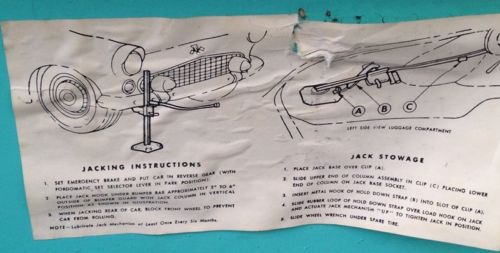 A
B
C
LEFT SIDE VIEW LUGGAGE COMPARTMENT
JACKING INSTRUCTIONS
1. SET EMERGENCY BRAKE AND PUT CAR IN REVERSE GEAR (WITH
FORDOMATIC SET SELECTOR LEVER IN PARK POSITION).
2. PLACE JACK HOOK UNDER BUMPER BAR APPROXIMATELY 2" TO 6"
OUTSIDE OF BUMPER GUARD WITH JACK COLUMN IN VERTICAL
POSITION AS SHOWN IN ILLUSTRATION.
3. WHEN JACKING REAR OF CAR, BLOCK FRONT WHEEL TO PREVENT
CAR FROM ROLLING.
NOTE—Lubricate Jack Mechanism at Least Once Every Six Months.
JACK STOWAGE
1. PLACE JACK BASE OVER CLIP (A).
2. SLIDE UPPER END OF COLUMN ASSEMBLY IN CLIP (C) PLACING LOWER
END OF COLUMN ON JACK BASE SOCKET.
3. INSERT METAL HOOK OF HOLD DOWN STRAP (B) INTO SLOT OF CLIP (A).
4. SLIDE RUBBER LOOP OF HOLD DOWN STRAP OVER LOAD HOOK ON JACK
AND ACTUATE JACK MECHANISM "UP" TO TIGHTEN JACK IN POSITION.
5. SLIDE WHEEL WRENCH UNDER SPARE TIRE.